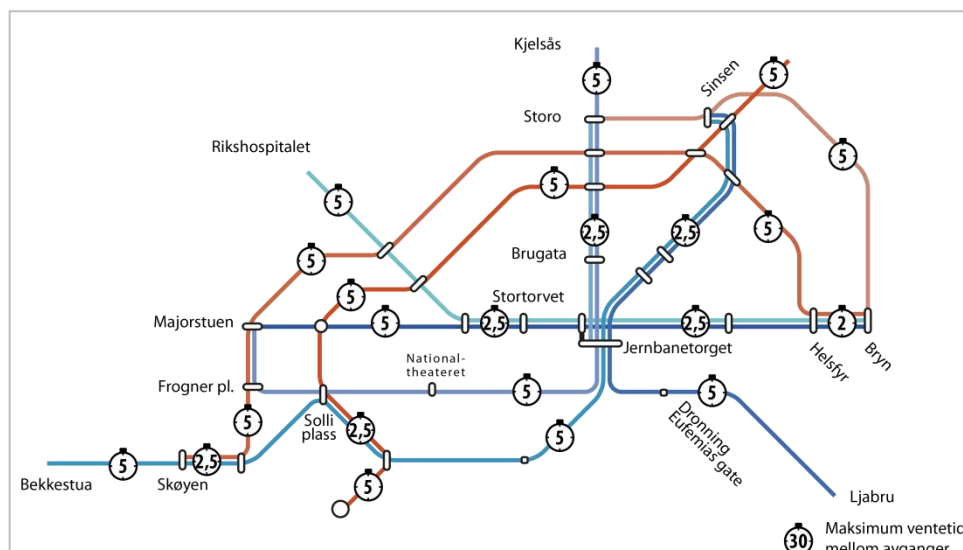 Kjelsås
5
5
Sinsen
Storo
Rikshospitalet
5
5
5
2,5
2,5
5
Brugata
5
5
Stortorvet
Majorstuen
5
2,5
2,5
2
Jernbanetorget
Helsfyr
Bryn
National-
theateret
Frogner pl.
5
5
Dronning
Eufemias gate
5
Solli
plass
2,5
5
Bekkestua
5
Skøyen
2,5
5
Ljabru
30
Maksimum ventetid
mellom avganger